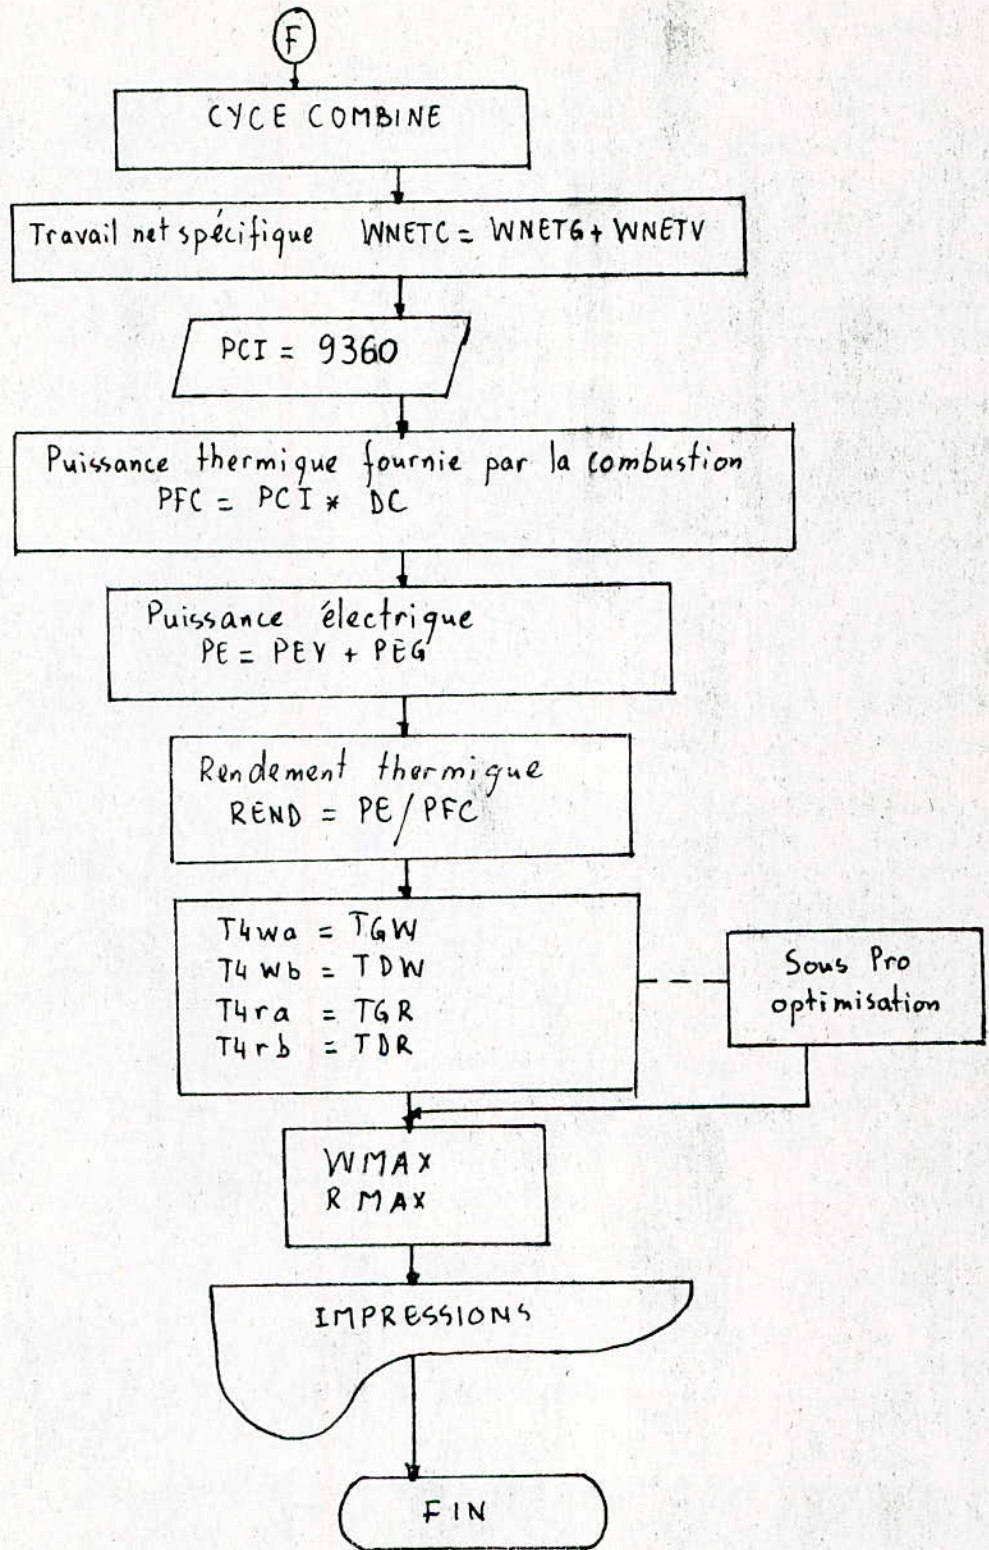 F
CYCE COMBINE
Travail net spécifique WNETC = WNETG + WNETV
PCI = 9360
Puissance thermique fournie par la combustion
PFC = PCI * DC
Puissance électrique
PE = PEV + PEG
Rendement thermique
REND = PE/PFC
T4wa = TGW
T4wb = TDW
T4ra = TGR
T4rb = TDR
Sous Pro
optimisation
WMAX
RMAX
IMPRESSIONS
FIN